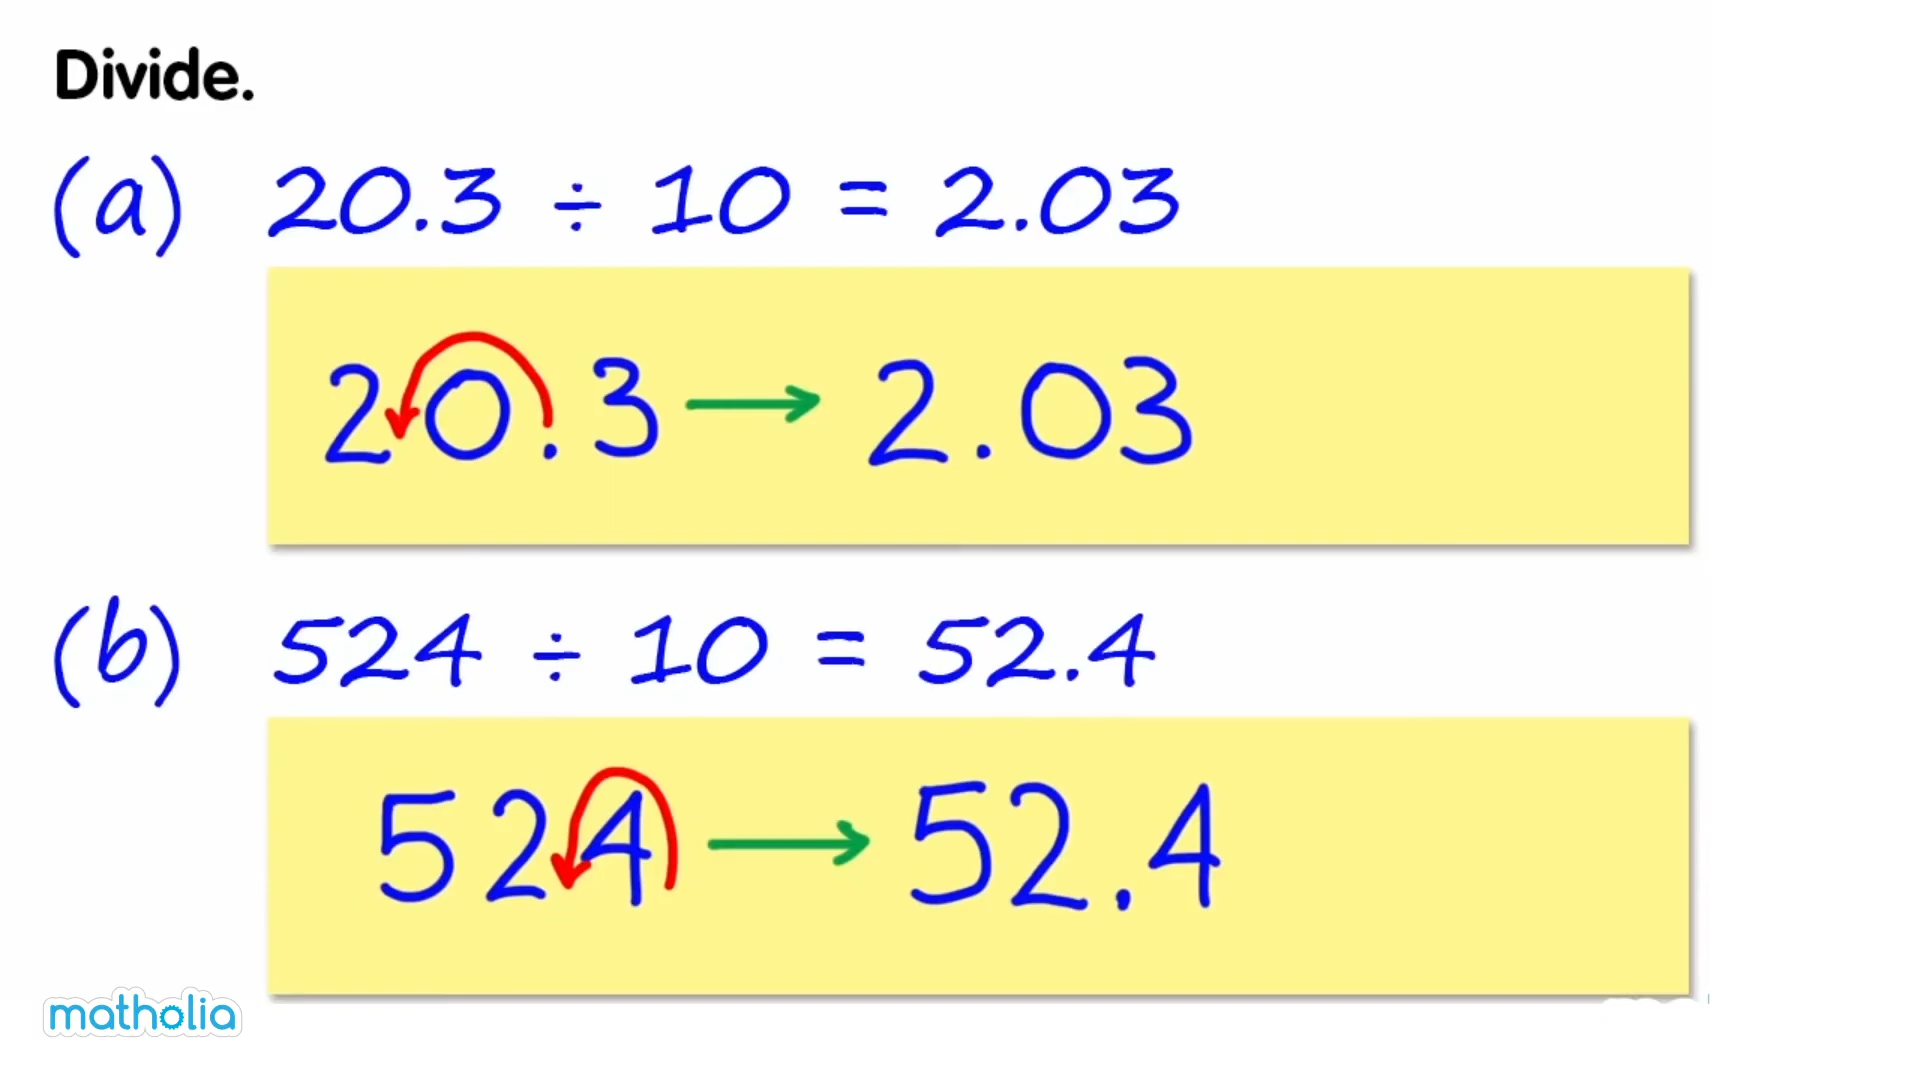 Divide.
(a) 20.3 ÷ 10 = 2.03
20.3 → 2.03
(b) 524 ÷ 10 = 52.4
524 → 52.4
matholia